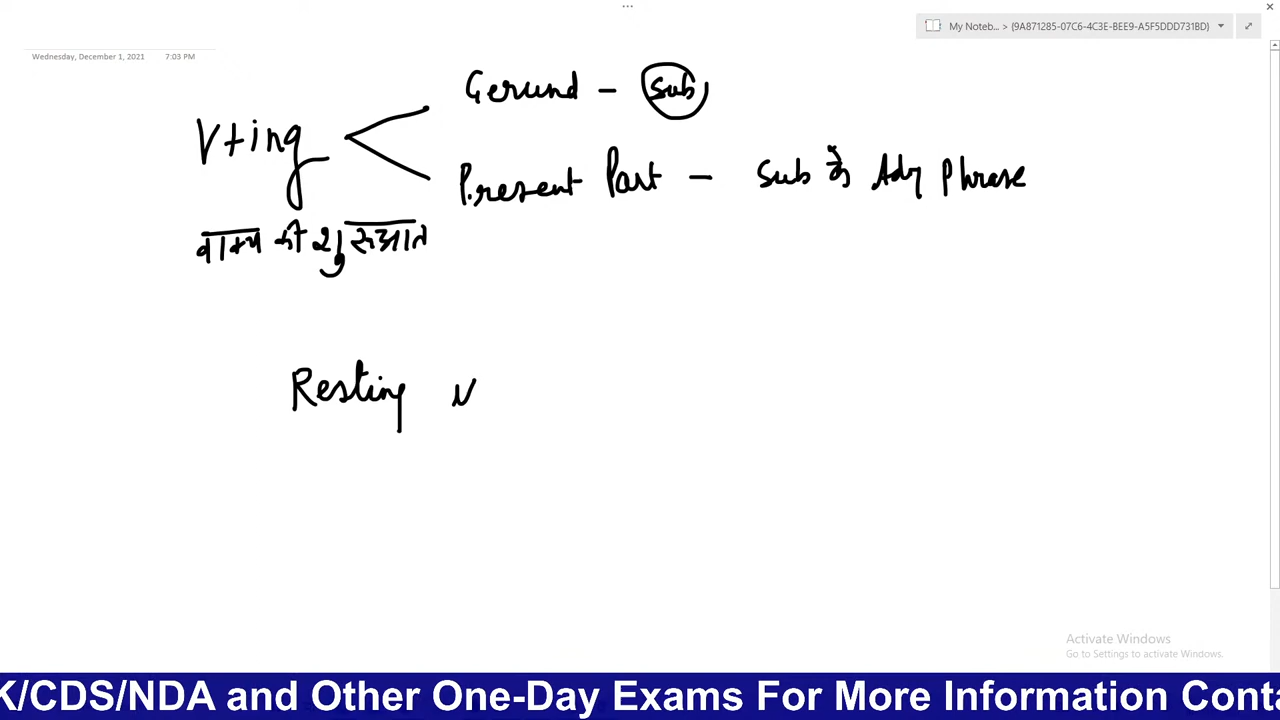 ...
My Noteb... > {9A871285-07C6-4C3E-BEE9-A5F5DDD731BD}
Wednesday, December 1, 2021 7:03 PM
Gerund - Sub
V+ing
Present Part - Sub के Adj Phrase
वाक्य की शुरूआत
Resting
Activate Windows
Go to Settings to activate Windows.
K/CDS/NDA and Other One-Day Exams For More Information Conta